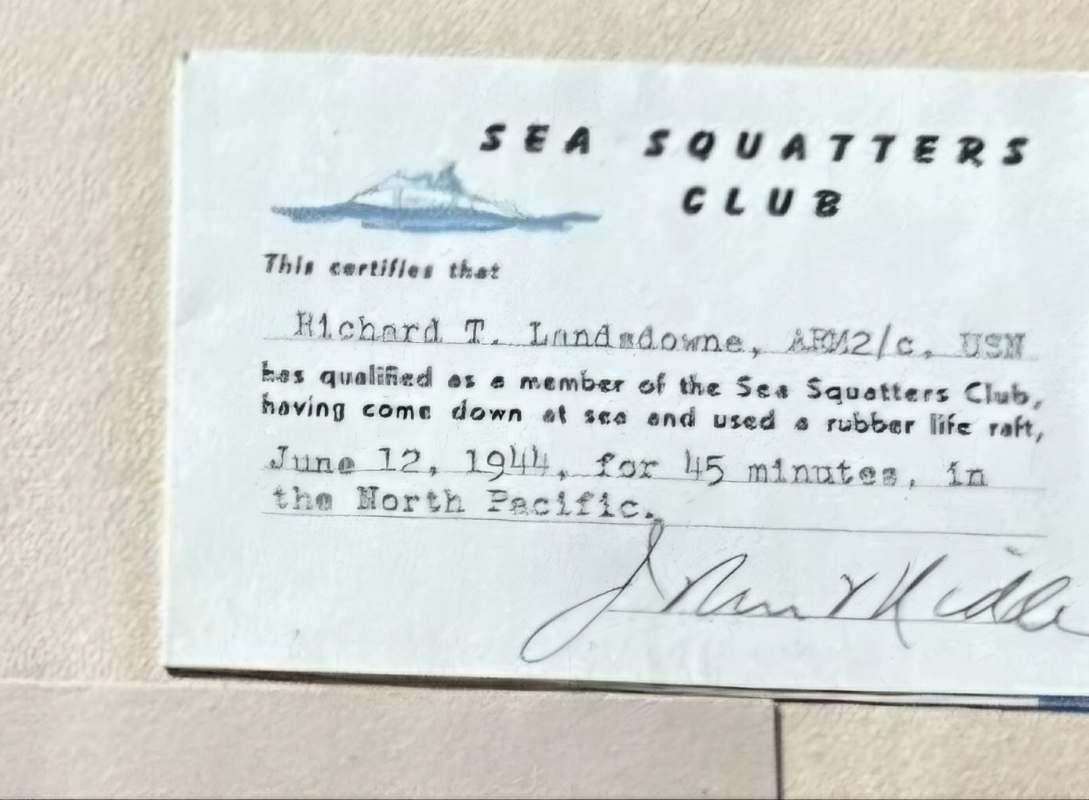 SEA SQUATTERS
CLUB
This certifies that
Richard T. Landsdowne, ARM2/c, USN
has qualified as a member of the Sea Squatters Club,
having come down at sea and used a rubber life raft,
June 12, 1944, for 45 minutes, in
the North Pacific.